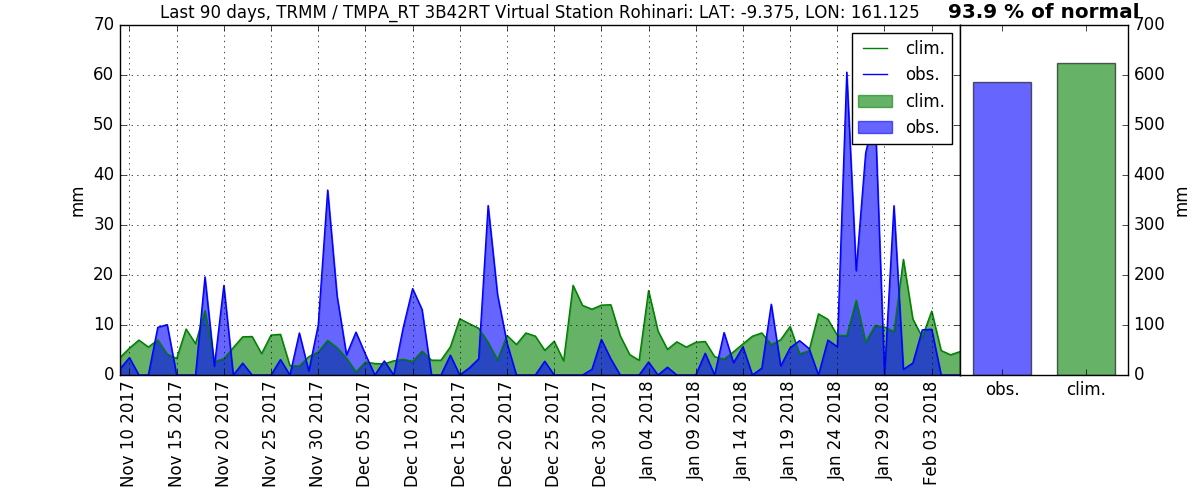 Last 90 days, TRMM / TMPA_RT 3B42RT Virtual Station Rohinari: LAT: -9.375, LON: 161.125
93.9 % of normal
70
60
50
40
30
20
10
0
mm
clim.
obs.
clim.
obs.
Nov 10 2017
Nov 15 2017
Nov 20 2017
Nov 25 2017
Nov 30 2017
Dec 05 2017
Dec 10 2017
Dec 15 2017
Dec 20 2017
Dec 25 2017
Dec 30 2017
Jan 04 2018
Jan 09 2018
Jan 14 2018
Jan 19 2018
Jan 24 2018
Jan 29 2018
Feb 03 2018
700
600
500
400
300
200
100
0
mm
obs.
clim.